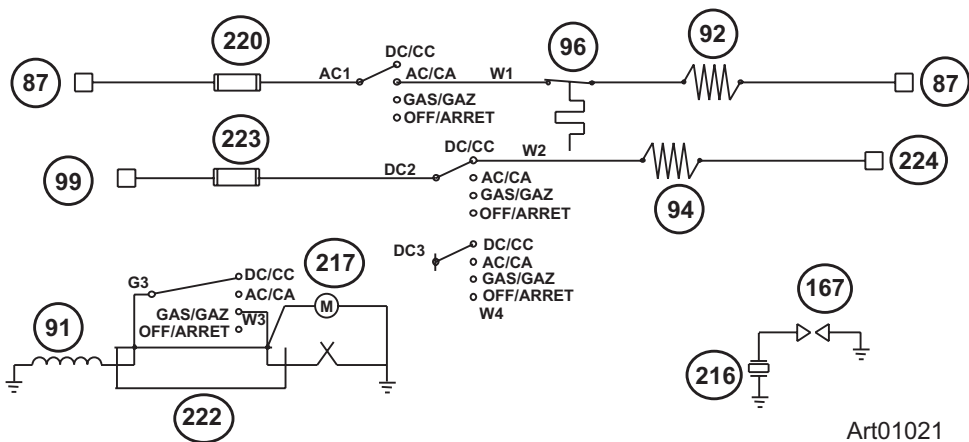 220
87
AC1
DC/CC
AC/CA
GAS/GAZ
OFF/ARRET
W1
96
92
87
223
99
DC2
DC/CC
AC/CA
GAS/GAZ
OFF/ARRET
W2
94
224
DC3
DC/CC
AC/CA
GAS/GAZ
OFF/ARRET
W4
217
G3
DC/CC
AC/CA
GAS/GAZ
OFF/ARRET
W3
M
91
222
167
216
Art01021